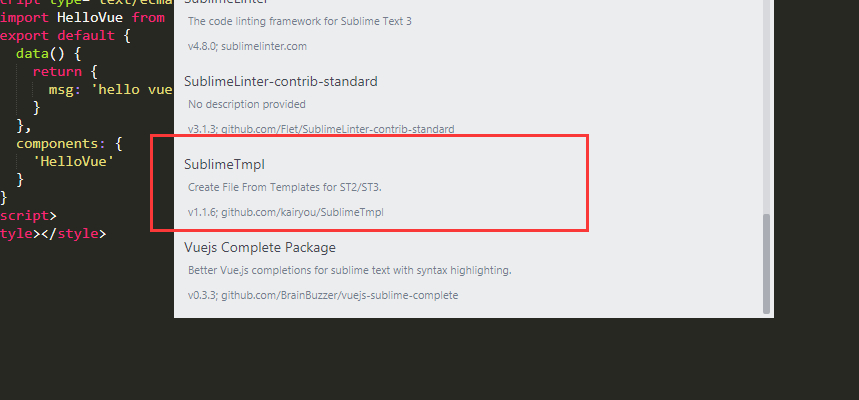 cript type="text/ecma
import HelloVue from
export default {
data() {
return {
msg: 'hello vue
}
},
components: {
'HelloVue'
}
}
script>
tyle></style>
SublimeLinter
The code linting framework for Sublime Text 3
v4.8.0; sublimelinter.com
SublimeLinter-contrib-standard
No description provided
v3.1.3; github.com/Flet/SublimeLinter-contrib-standard
SublimeTmpl
Create File From Templates for ST2/ST3.
v1.1.6; github.com/kairyou/SublimeTmpl
Vuejs Complete Package
Better Vue.js completions for sublime text with syntax highlighting.
v0.3.3; github.com/BrainBuzzer/vuejs-sublime-complete